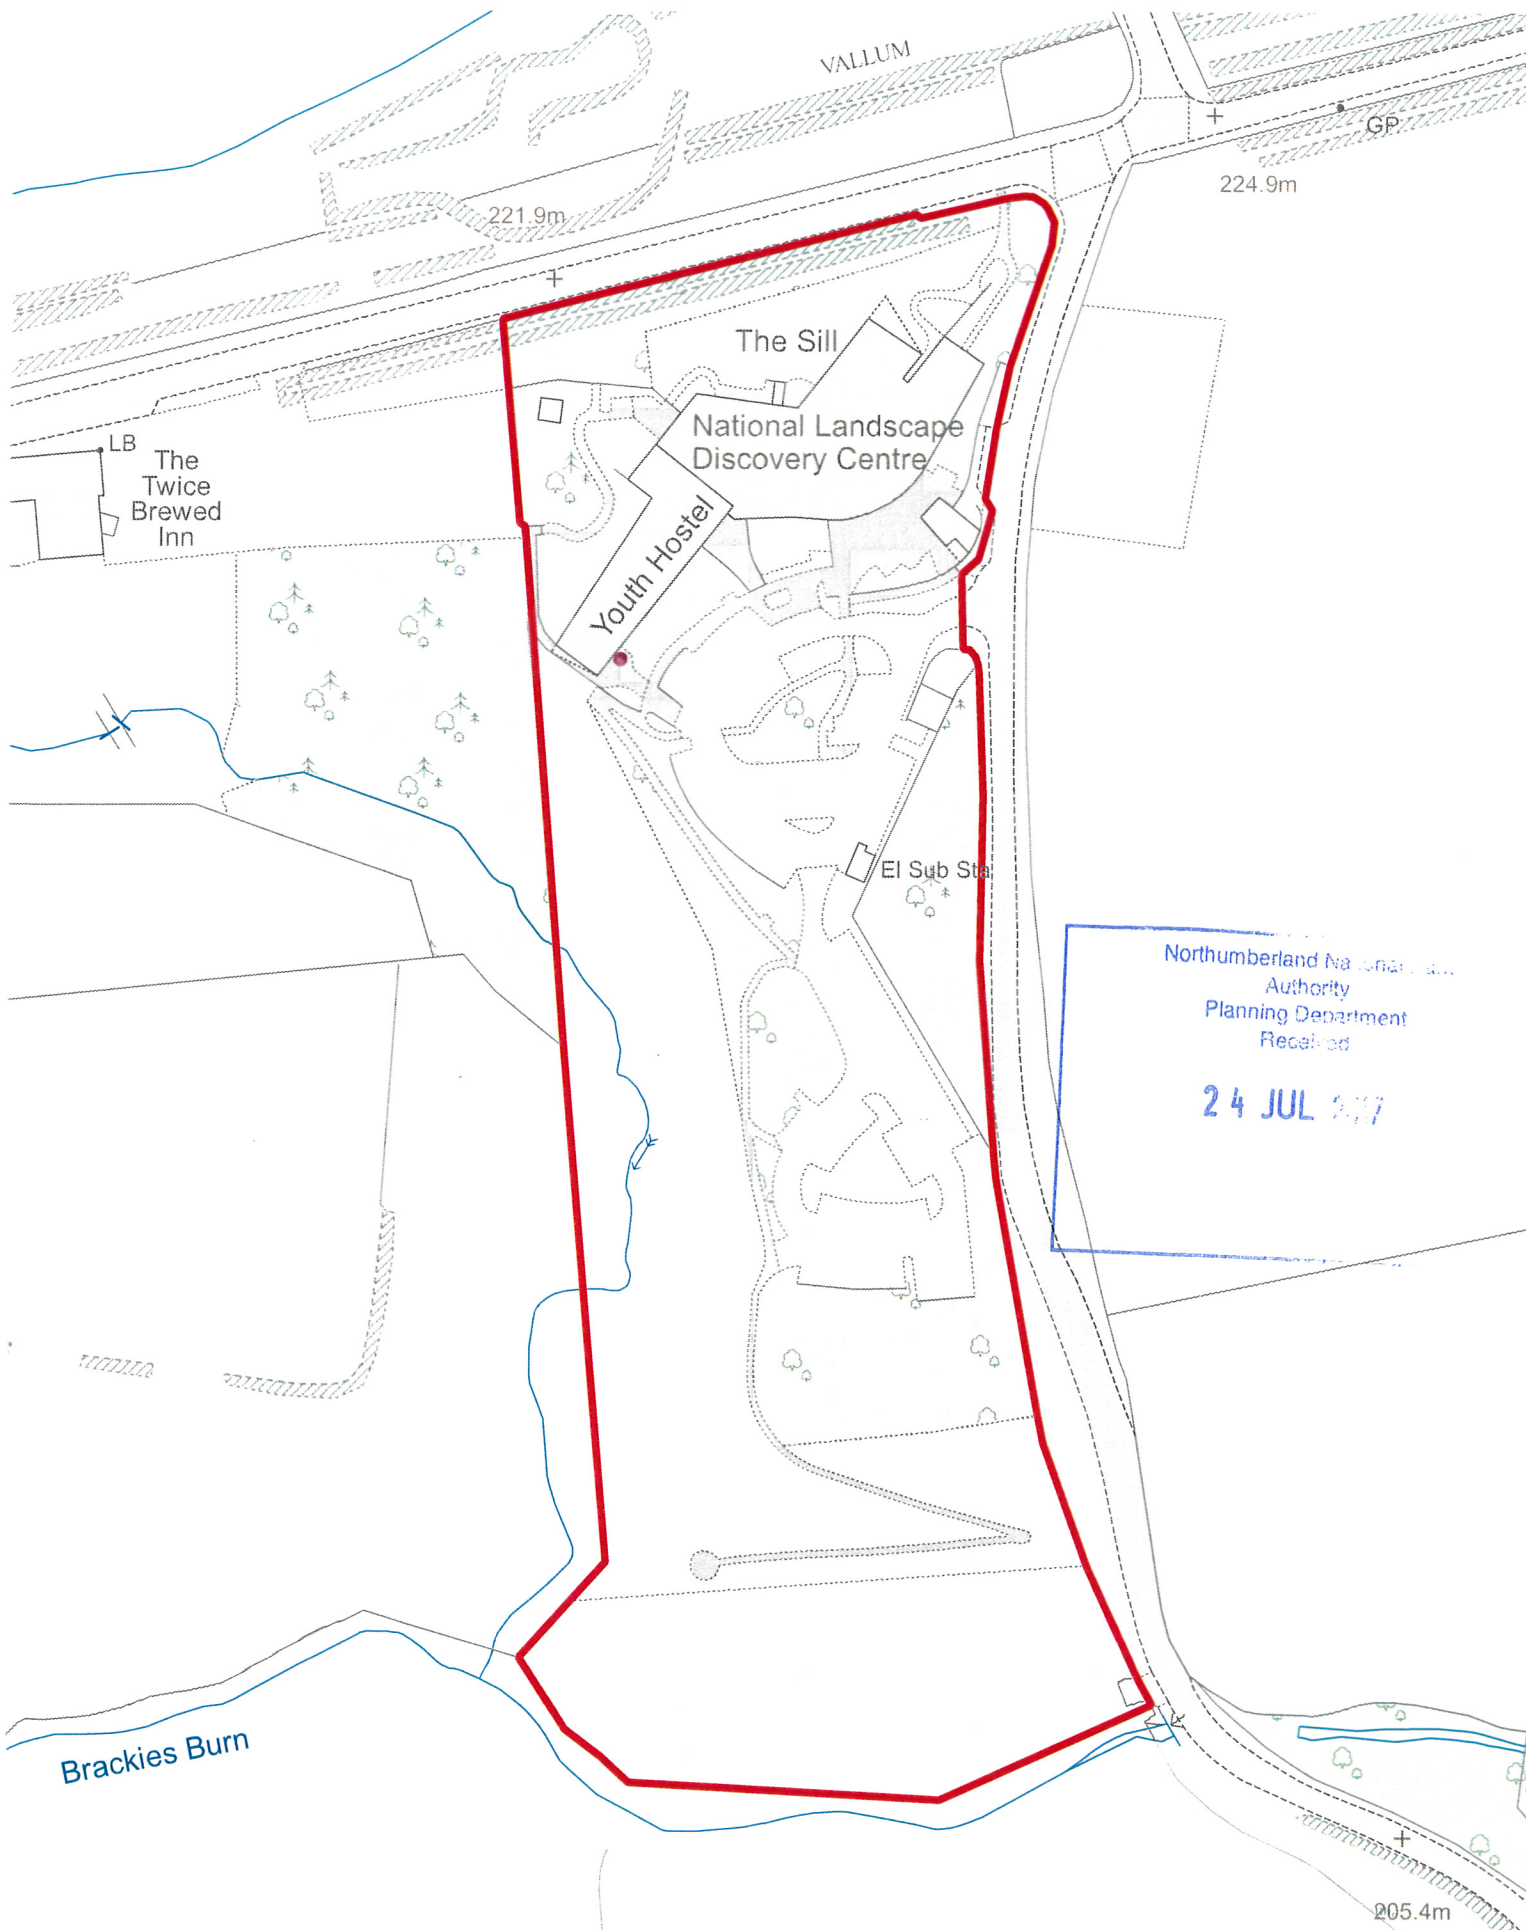 VALLUM
GP
224.9m
221.9m
The Sill
National Landscape
Discovery Centre
LB
The
Twice
Brewed
Inn
Youth Hostel
El Sub Sta
Northumberland
Authority
Planning Department
Received
24 JUL
Brackies Burn
205.4m